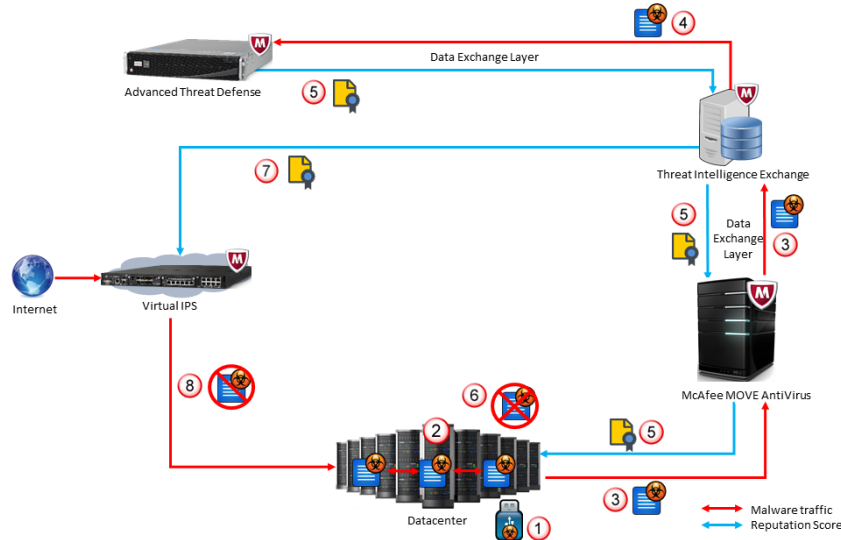 4
Data Exchange Layer
Advanced Threat Defense
5
M
M
7
Threat Intelligence Exchange
5
Data
Exchange
Layer
3
M
Internet
Virtual IPS
M
8
6
McAfee MOVE AntiVirus
2
5
Datacenter
3
1
Malware traffic
Reputation Score